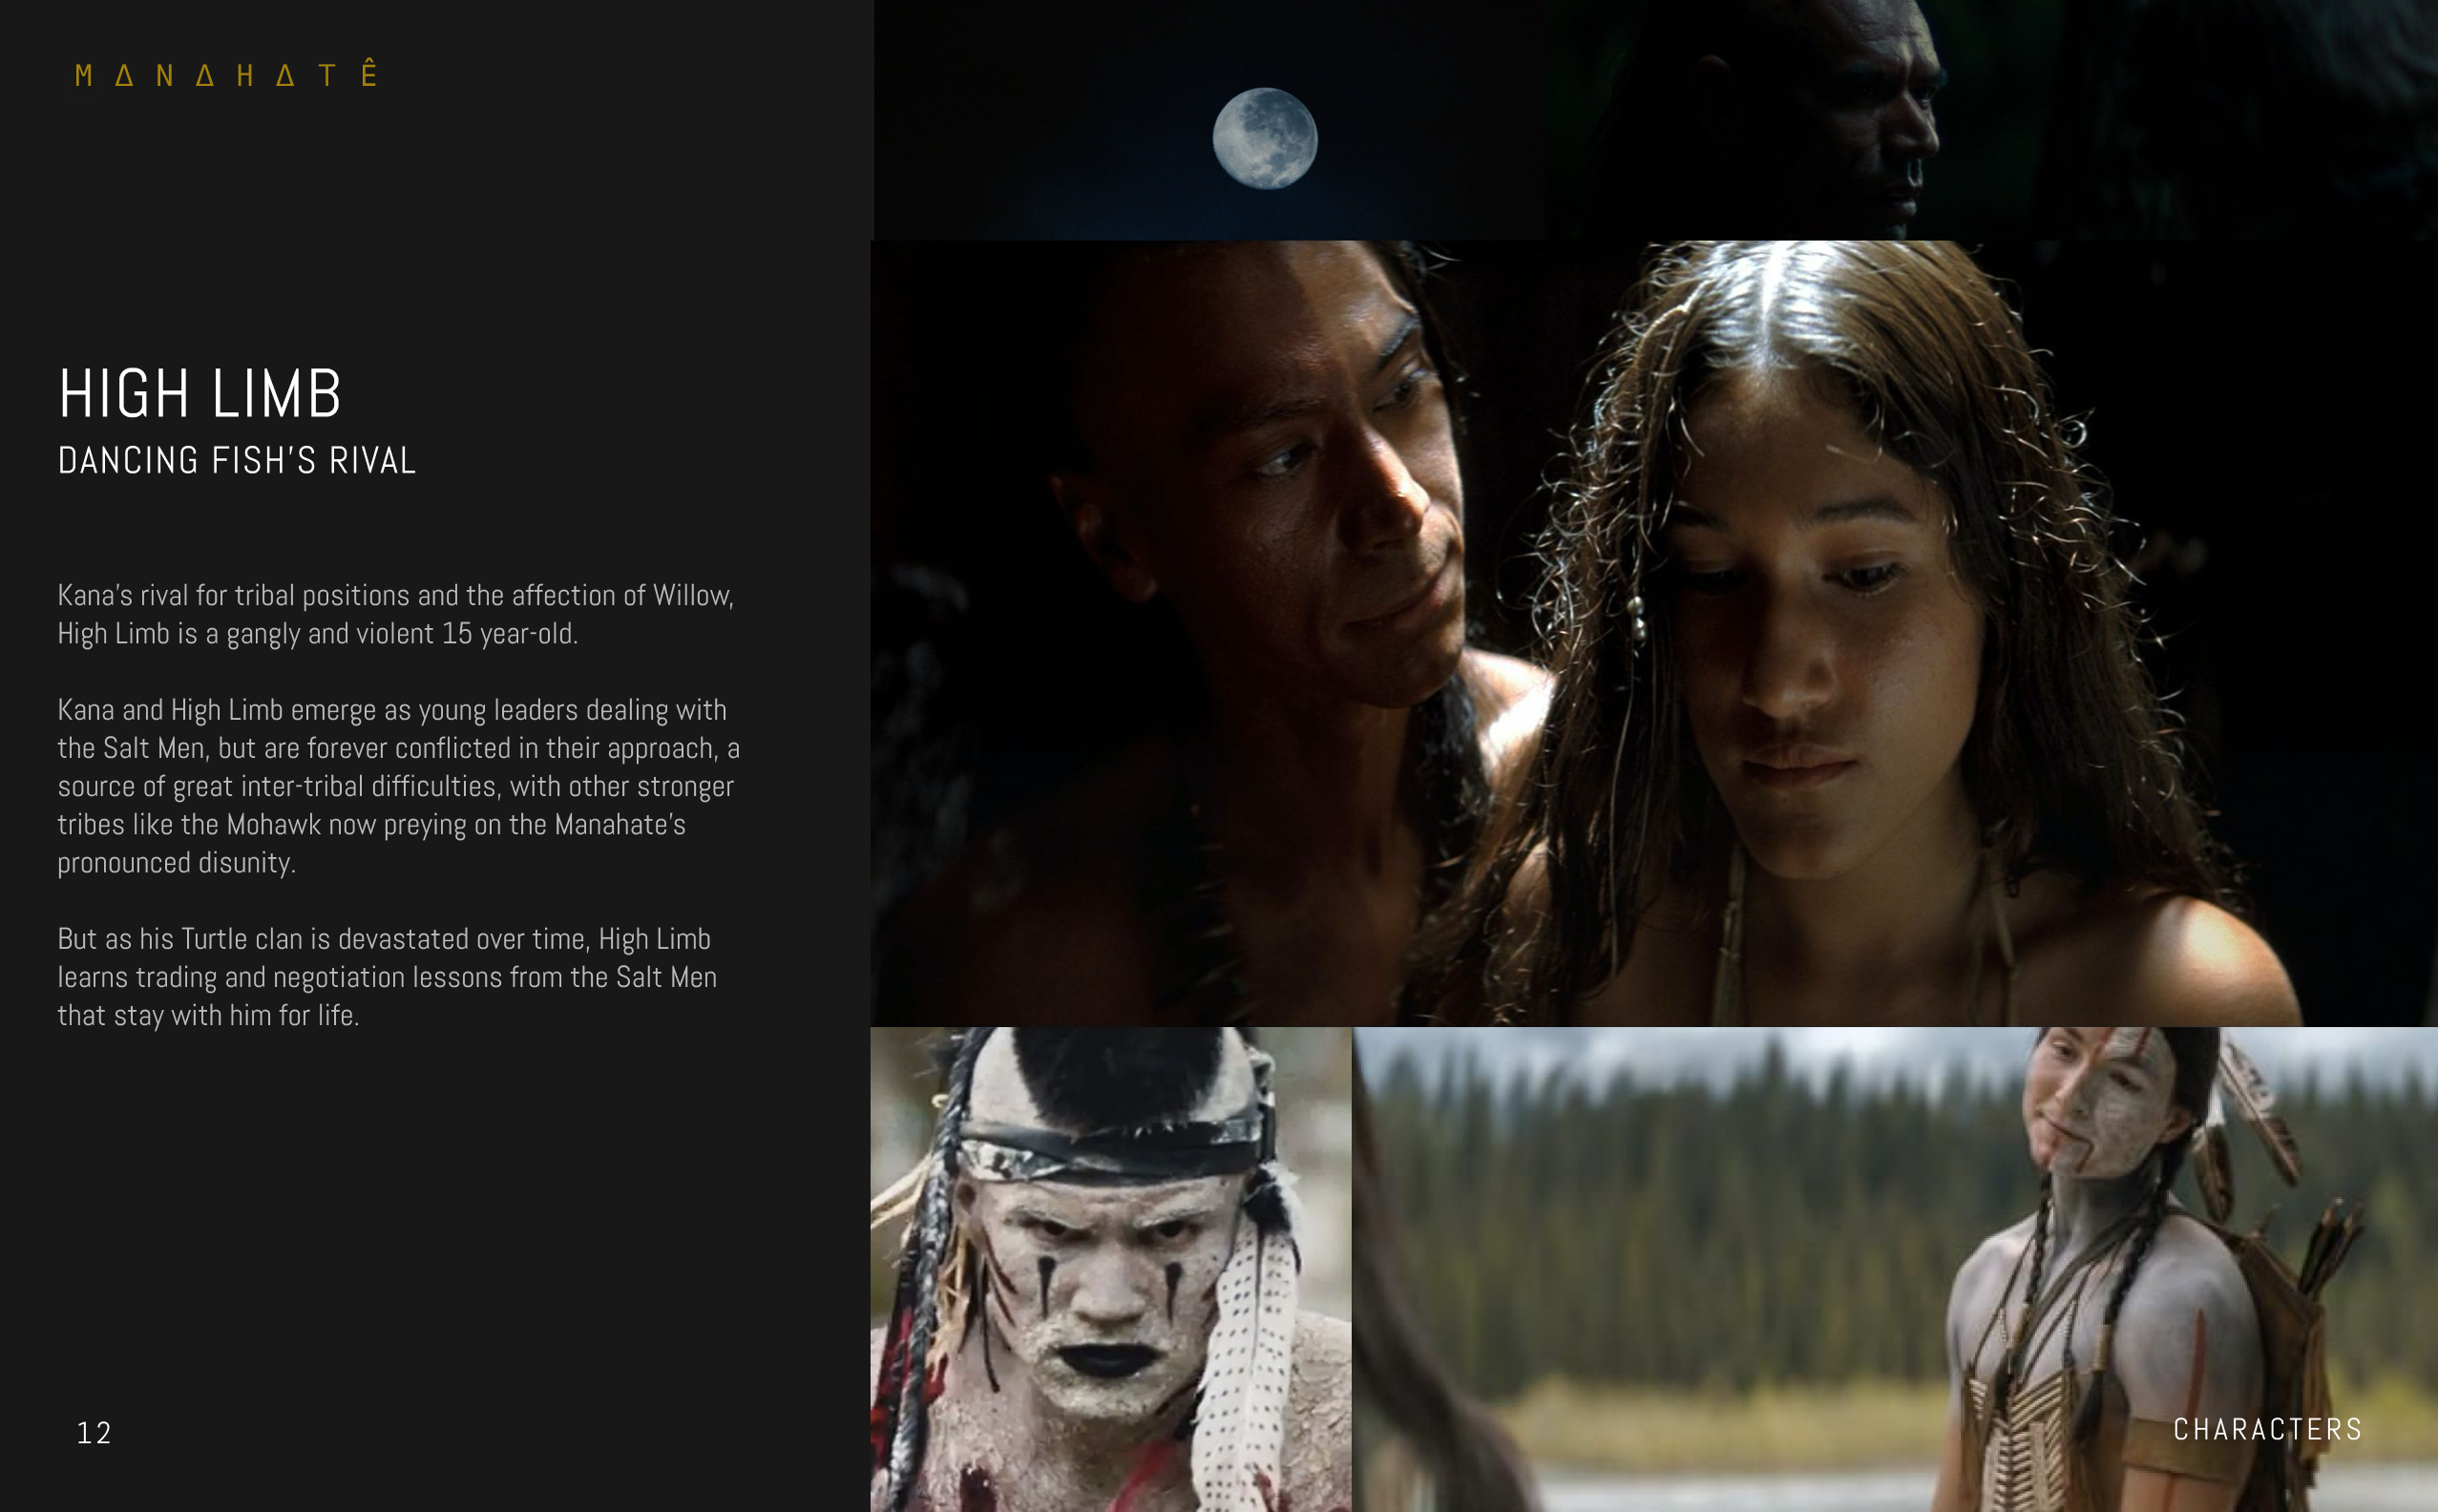 M Δ N Δ H Δ T Ê
HIGH LIMB
DANCING FISH'S RIVAL
Kana's rival for tribal positions and the affection of Willow,
High Limb is a gangly and violent 15 year-old.
Kana and High Limb emerge as young leaders dealing with
the Salt Men, but are forever conflicted in their approach, a
source of great inter-tribal difficulties, with other stronger
tribes like the Mohawk now preying on the Manahate's
pronounced disunity.
But as his Turtle clan is devastated over time, High Limb
learns trading and negotiation lessons from the Salt Men
that stay with him for life.
12
CHARACTERS